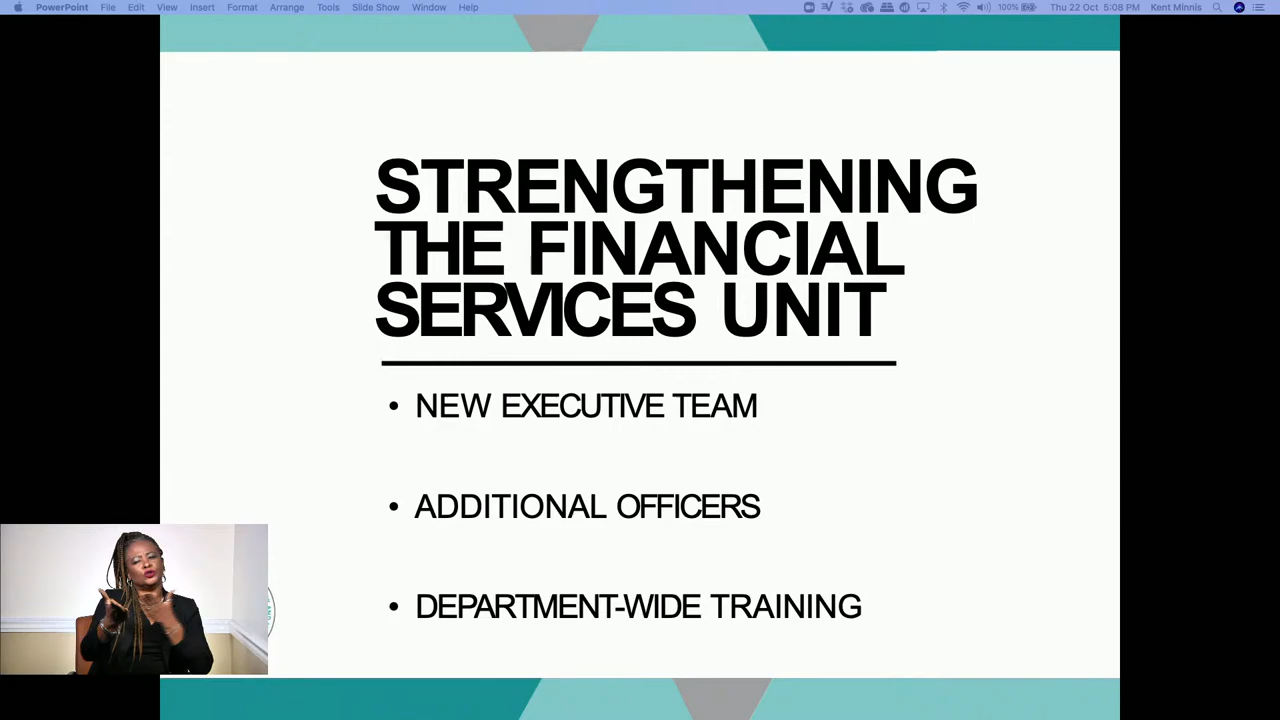 PowerPoint File Edit View Insert Format Arrange Tools Slide Show Window Help 100% Thu 22 Oct 5:08 PM Kent Minnis
STRENGTHENING
THE FINANCIAL
SERVICES UNIT
• NEW EXECUTIVE TEAM
• ADDITIONAL OFFICERS
• DEPARTMENT-WIDE TRAINING